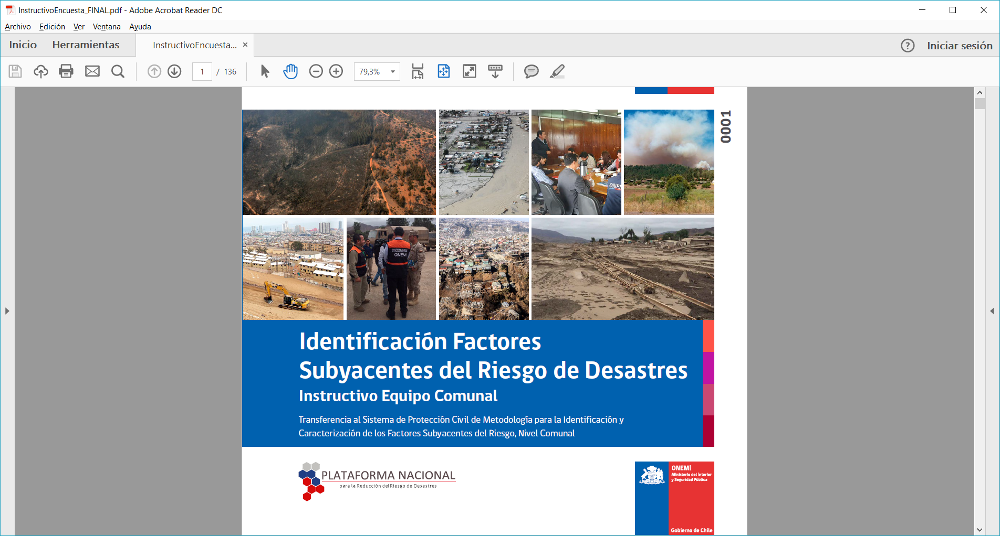 InstructivoEncuesta_FINAL.pdf - Adobe Acrobat Reader DC
Archivo Edición Ver Ventana Ayuda
Inicio Herramientas InstructivoEncuesta... × ? Iniciar sesión
1 / 136 79,3%
0001
ONEMI
DIRECTOR NACIONAL
ONEMI
Identificación Factores
Subyacentes del Riesgo de Desastres
Instructivo Equipo Comunal
Transferencia al Sistema de Protección Civil de Metodología para la Identificación y
Caracterización de los Factores Subyacentes del Riesgo, Nivel Comunal
PLATAFORMA NACIONAL
para la Reducción del Riesgo de Desastres
ONEMI
Ministerio del Interior
y Seguridad Pública
Gobierno de Chile